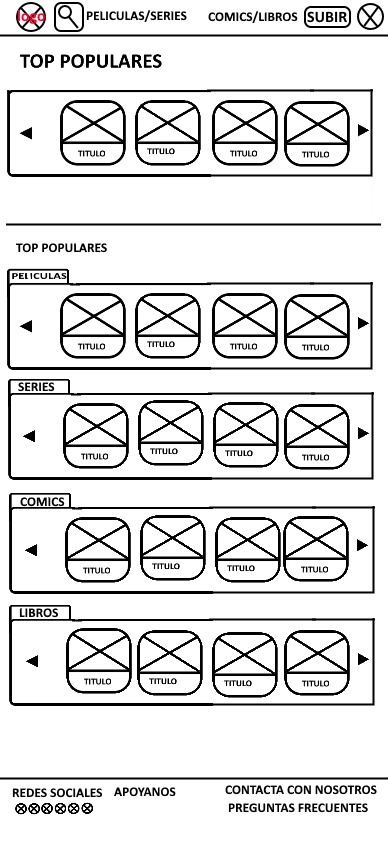 logo PELICULAS/SERIES COMICS/LIBROS SUBIR
TOP POPULARES
TITULO TITULO TITULO TITULO
TOP POPULARES
PELICULAS
TITULO TITULO TITULO TITULO
SERIES
TITULO TITULO TITULO TITULO
COMICS
TITULO TITULO TITULO TITULO
LIBROS
TITULO TITULO TITULO TITULO
REDES SOCIALES APOYANOS CONTACTA CON NOSOTROS
PREGUNTAS FRECUENTES